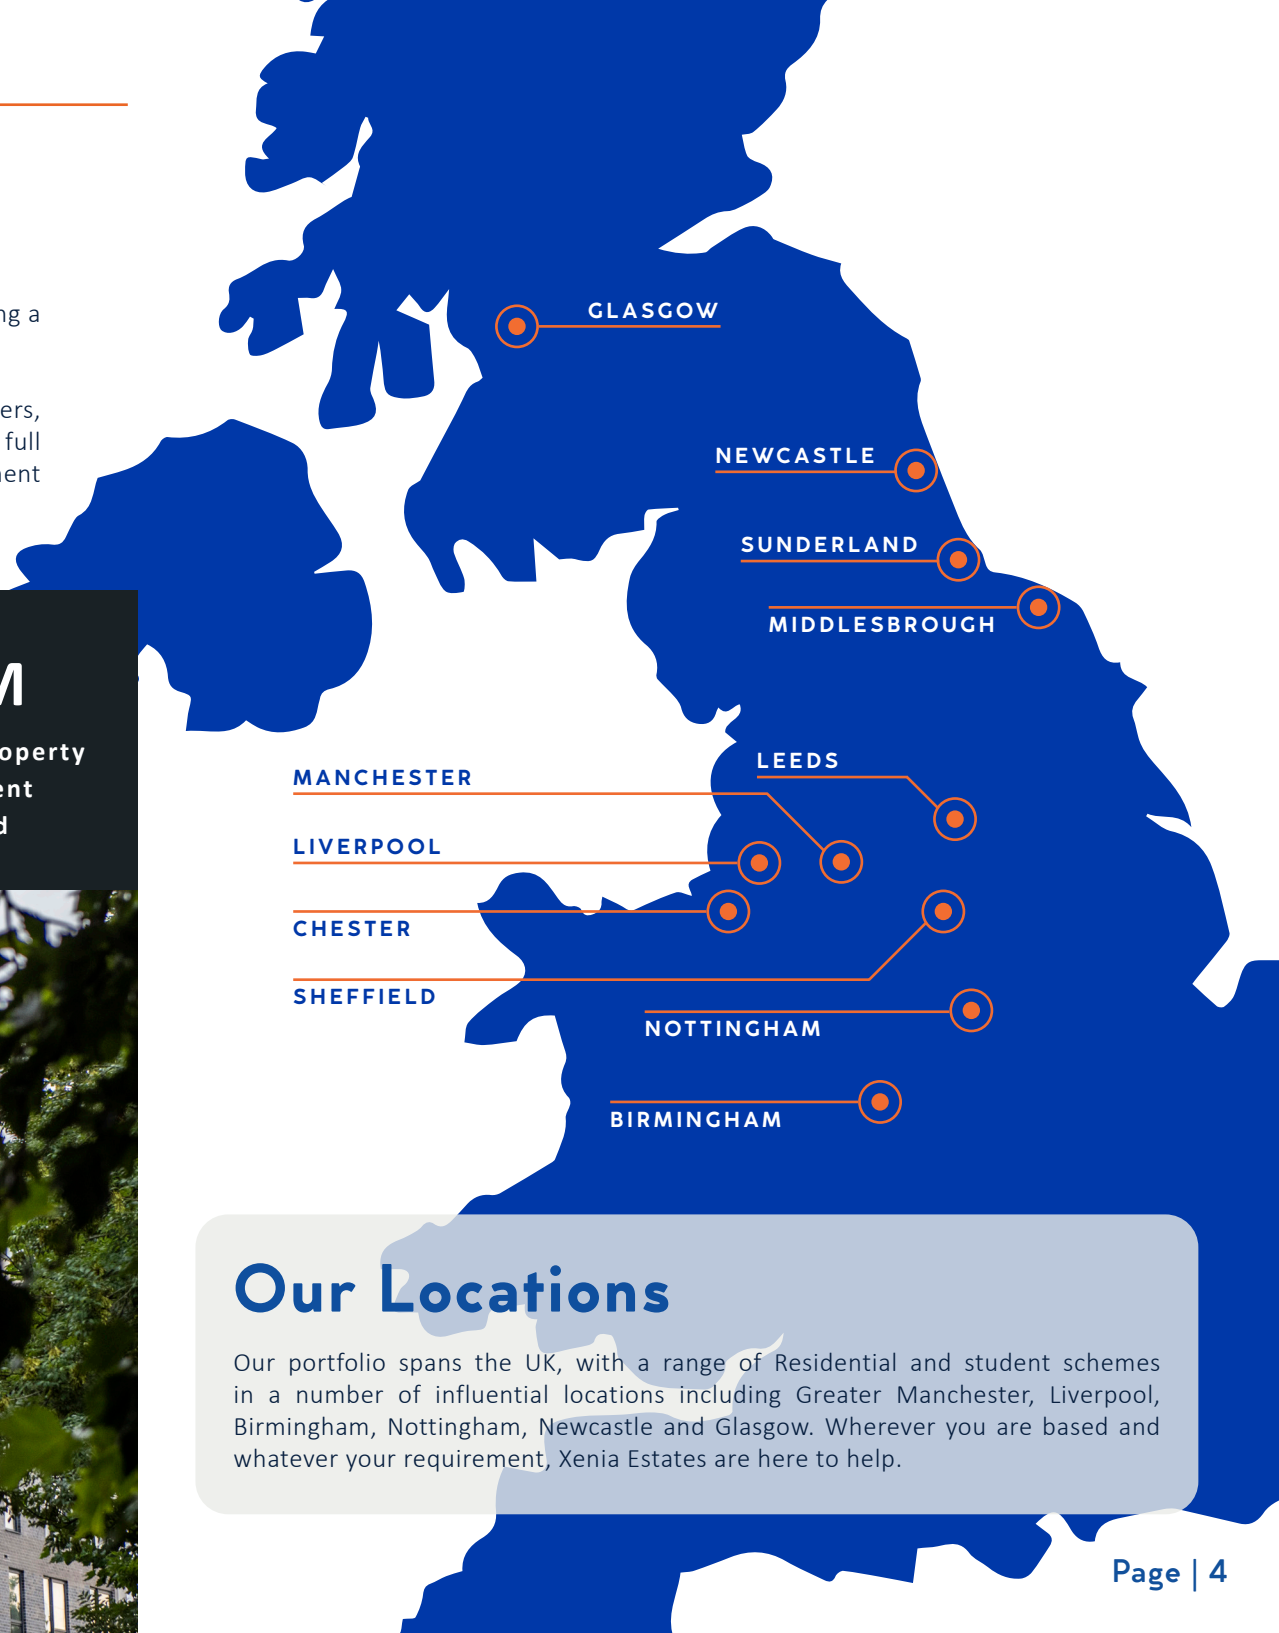 ng a
ers,
full
ent
M
operty
ent
d
GLASGOW
NEWCASTLE
SUNDERLAND
MIDDLESBROUGH
LEEDS
MANCHESTER
LIVERPOOL
CHESTER
SHEFFIELD
NOTTINGHAM
BIRMINGHAM
Our Locations
Our portfolio spans the UK, with a range of Residential and student schemes
in a number of influential locations including Greater Manchester, Liverpool,
Birmingham, Nottingham, Newcastle and Glasgow. Wherever you are based and
whatever your requirement, Xenia Estates are here to help.
Page | 4